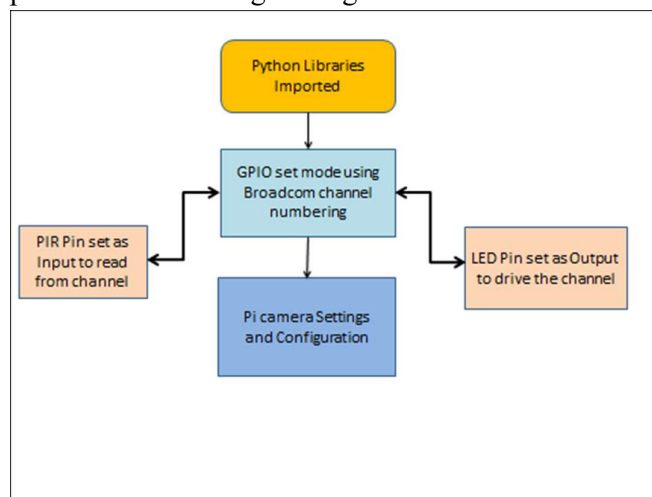 Python Libraries
Imported
GPIO set mode using
Broadcom channel
numbering
PIR Pin set as
Input to read
from channel
LED Pin set as Output
to drive the channel
Pi camera Settings
and Configuration